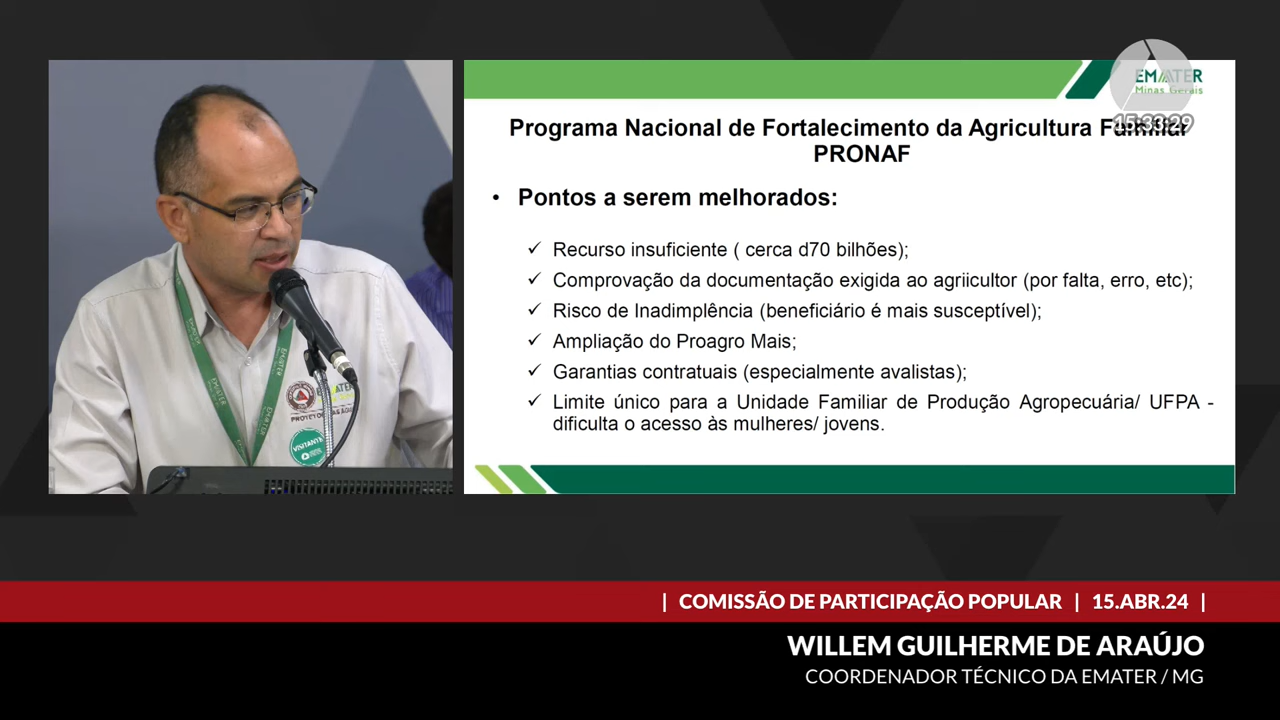 EMATER
Minas Gerais
15:33:29
Programa Nacional de Fortalecimento da Agricultura Familiar
PRONAF
• Pontos a serem melhorados:
✓ Recurso insuficiente ( cerca d70 bilhões);
✓ Comprovação da documentação exigida ao agriicultor (por falta, erro, etc);
✓ Risco de Inadimplência (beneficiário é mais susceptível);
✓ Ampliação do Proagro Mais;
✓ Garantias contratuais (especialmente avalistas);
✓ Limite único para a Unidade Familiar de Produção Agropecuária/ UFPA -
dificulta o acesso às mulheres/ jovens.
EMATER
EMATER
VISITANTE
| COMISSÃO DE PARTICIPAÇÃO POPULAR | 15.ABR.24 |
WILLEM GUILHERME DE ARAÚJO
COORDENADOR TÉCNICO DA EMATER / MG